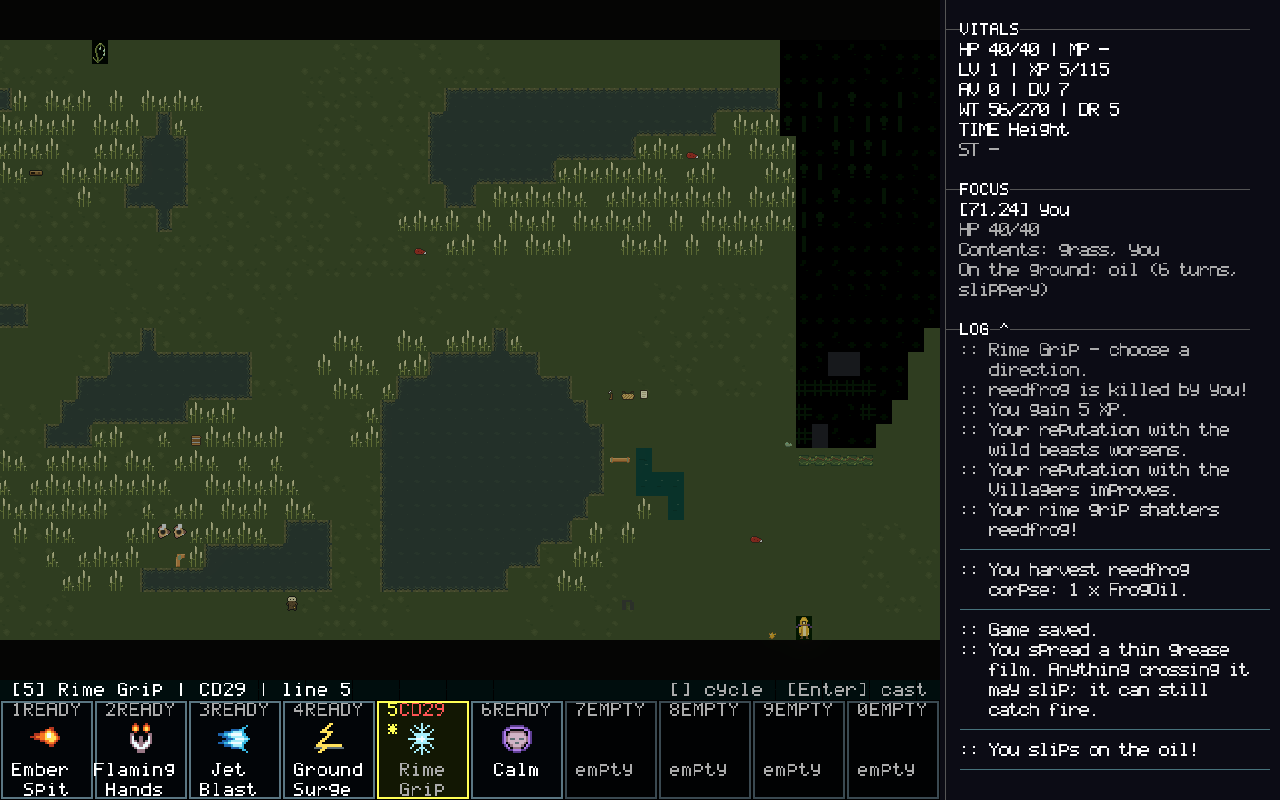 VITALS
HP 40/40 | MP -
LV 1 | XP 5/115
AV 0 | DV 7
WT 56/270 | DR 5
TIME Height
ST -
FOCUS
[71,24] You
HP 40/40
Contents: grass, you
On the ground: oil (6 turns,
slippery)
LOG ^
:: Rime Grip - choose a
direction.
:: reedfrog is killed by you!
:: You gain 5 XP.
:: Your reputation with the
wild beasts worsens.
:: Your reputation with the
Villagers improves.
:: Your rime grip shatters
reedfrog!
:: You harvest reedfrog
corpse: 1 x FrogOil.
:: Game saved.
:: You spread a thin grease
film. Anything crossing it
may slip; it can still
catch fire.
:: You slips on the oil!
[5] Rime Grip | CD29 | line 5
[] cycle [Enter] cast
1READY 2READY 3READY 4READY 5CD29 6READY 7EMPTY 8EMPTY 9EMPTY 0EMPTY
*
Ember Flaming Jet Ground Rime Calm empty empty empty empty
Spit Hands Blast Surge Grip